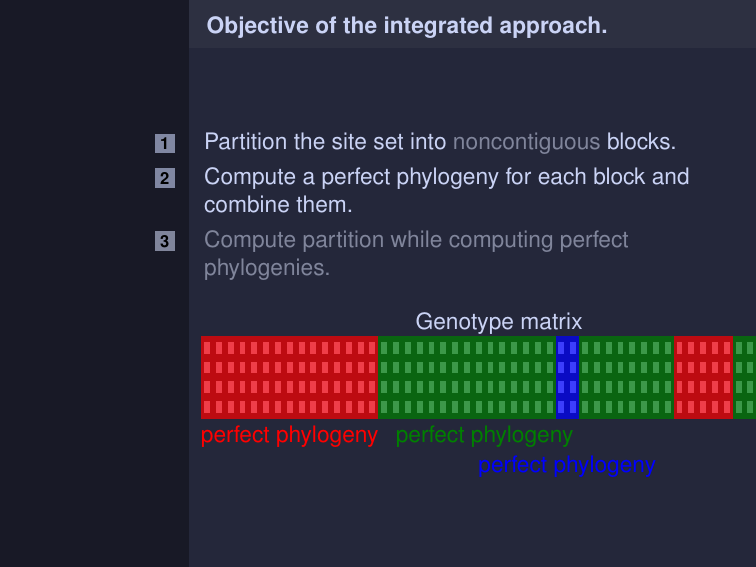 Objective of the integrated approach.
1 Partition the site set into noncontiguous blocks.
2 Compute a perfect phylogeny for each block and
combine them.
3 Compute partition while computing perfect
phylogenies.
Genotype matrix
perfect phylogeny perfect phylogeny
perfect phylogeny